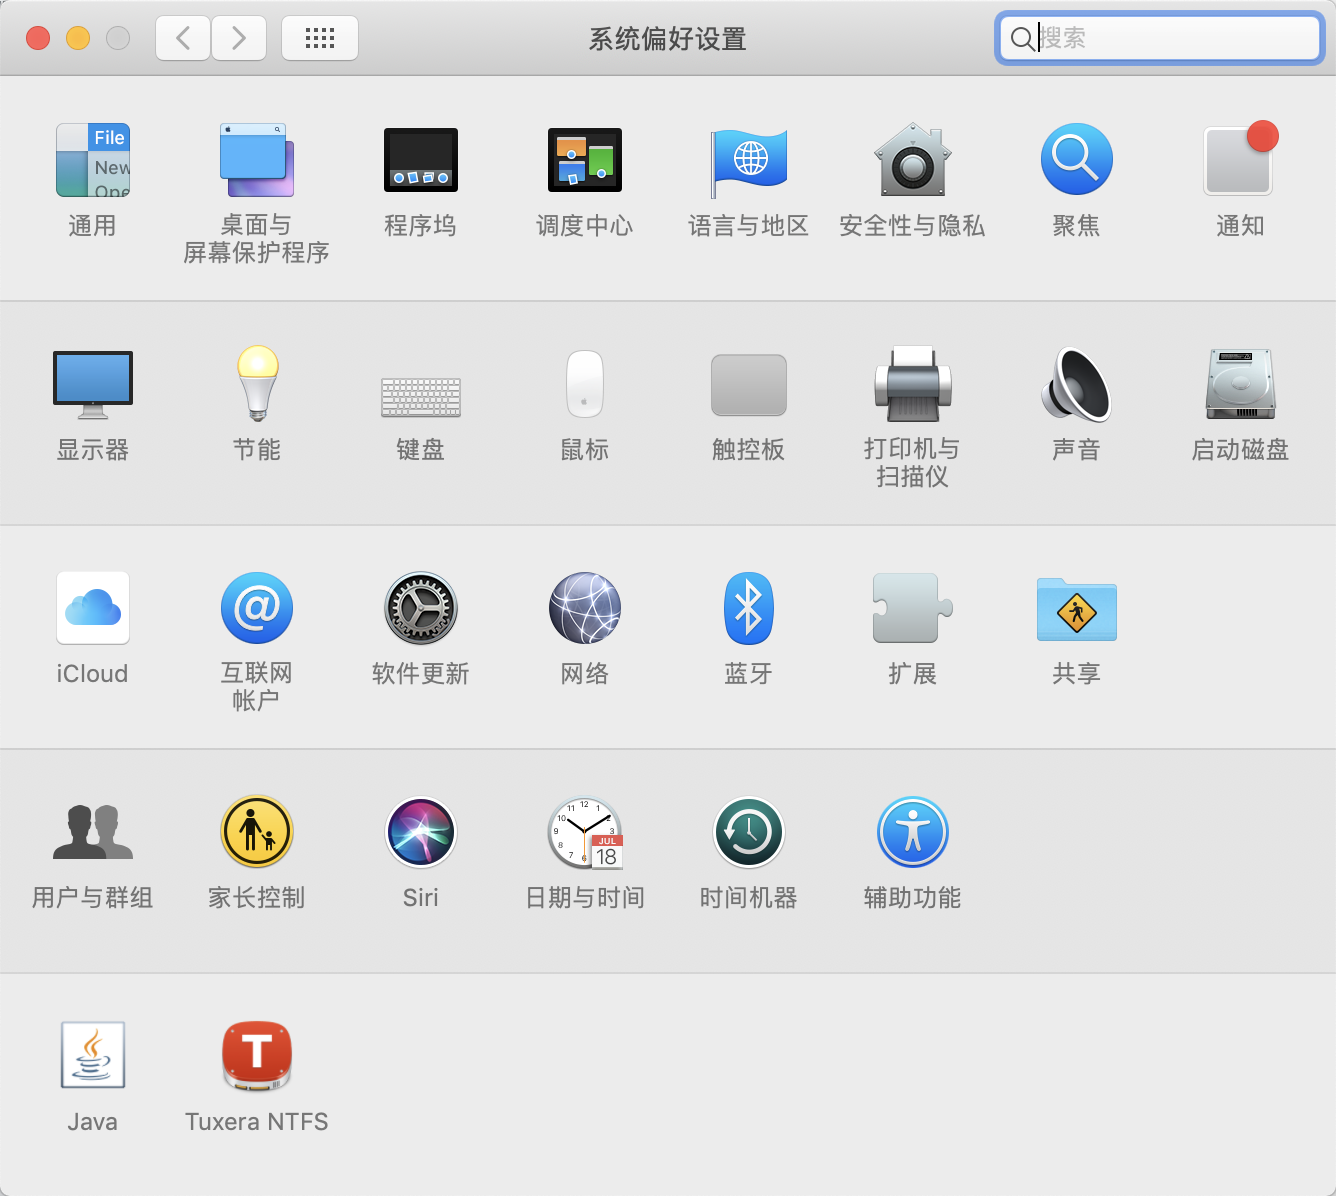 系统偏好设置
搜索
File
New
Ope
通用
桌面与
屏幕保护程序
程序坞
调度中心
语言与地区
安全性与隐私
聚焦
通知
显示器
节能
键盘
鼠标
触控板
打印机与
扫描仪
声音
启动磁盘
iCloud
@
互联网
帐户
软件更新
网络
蓝牙
扩展
共享
用户与群组
家长控制
Siri
JUL
18
日期与时间
时间机器
辅助功能
Java
T
Tuxera NTFS